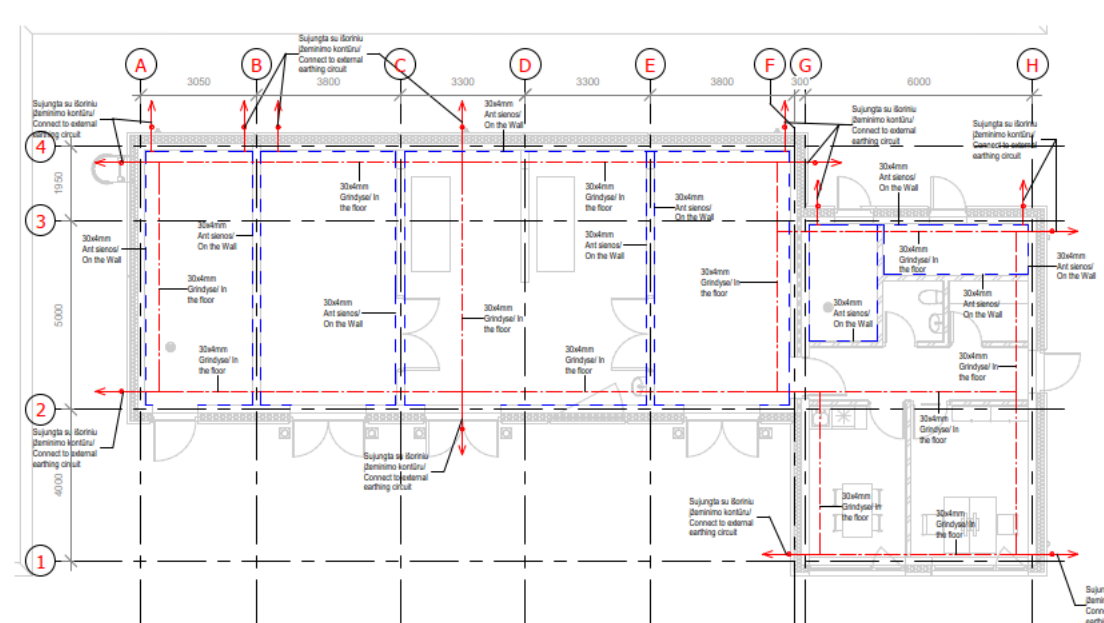 Sujungta su išoriniu
įžeminimo kontūru/
Connect to external
earthing circuit
A
B
C
D
E
F
G
H
3050
3800
3300
3300
3800
300
6000
Sujungta su išoriniu
įžeminimo kontūru/
Connect to external
earthing circuit
30x4mm
Ant sienos/
On the Wall
Sujungta su išoriniu
įžeminimo kontūru/
Connect to external
earthing circuit
Sujungta su išoriniu
įžeminimo kontūru/
Connect to external
earthing circuit
4
1950
3
5000
2
4000
1
30x4mm
Grindyse/ In
the floor
30x4mm
Grindyse/ In
the floor
30x4mm
Ant sienos/
On the Wall
30x4mm
Ant sienos/
On the Wall
30x4mm
Ant sienos/
On the Wall
30x4mm
Ant sienos/
On the Wall
30x4mm
Ant sienos/
On the Wall
30x4mm
Grindyse/ In
the floor
30x4mm
Ant sienos/
On the Wall
30x4mm
Grindyse/ In
the floor
30x4mm
Grindyse/ In
the floor
30x4mm
Ant sienos/
On the Wall
30x4mm
Ant sienos/
On the Wall
30x4mm
Ant sienos/
On the Wall
30x4mm
Grindyse/ In
the floor
30x4mm
Grindyse/ In
the floor
30x4mm
Grindyse/ In
the floor
30x4mm
Grindyse/ In
the floor
30x4mm
Grindyse/ In
the floor
Sujungta su išoriniu
įžeminimo kontūru/
Connect to external
earthing circuit
Sujungta su išoriniu
įžeminimo kontūru/
Connect to external
earthing circuit
30x4mm
Grindyse/ In
the floor
30x4mm
Grindyse/ In
the floor
Sujungta su išoriniu
įžeminimo kontūru/
Connect to external
earthing circuit